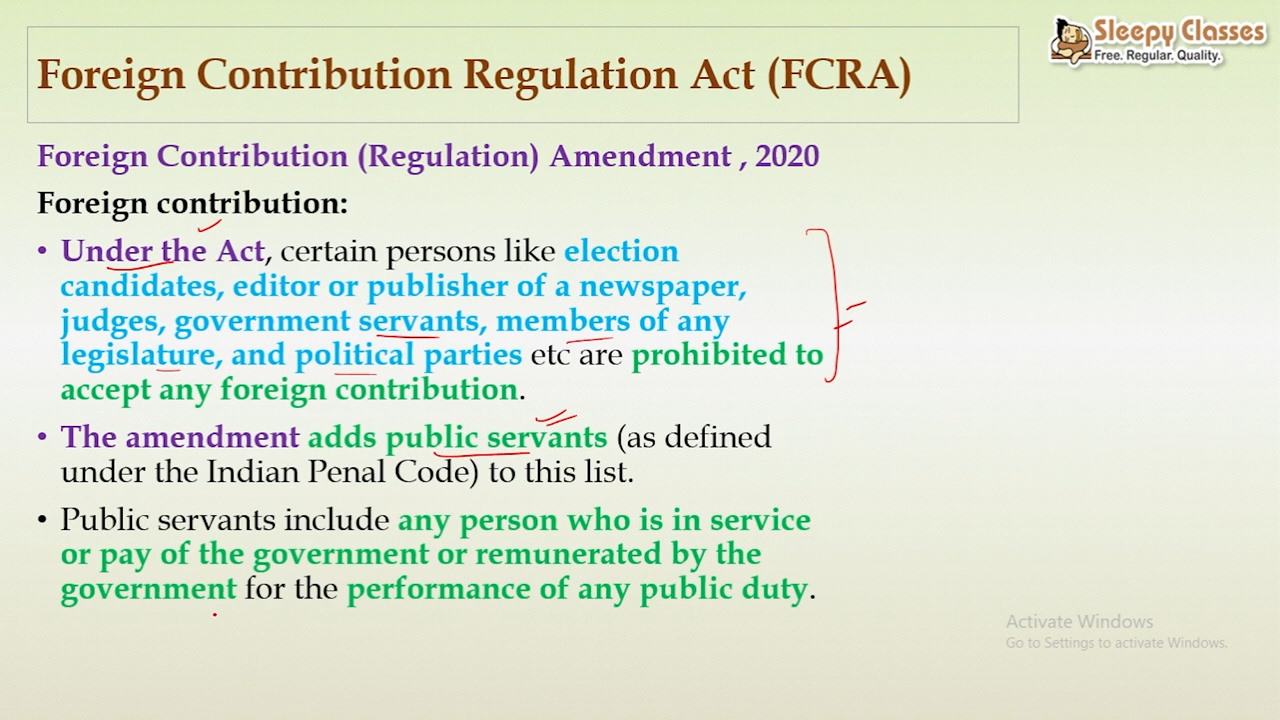 Sleepy Classes
Free. Regular. Quality.
Foreign Contribution Regulation Act (FCRA)
Foreign Contribution (Regulation) Amendment , 2020
Foreign contribution:
• Under the Act, certain persons like election
candidates, editor or publisher of a newspaper,
judges, government servants, members of any
legislature, and political parties etc are prohibited to
accept any foreign contribution.
• The amendment adds public servants (as defined
under the Indian Penal Code) to this list.
• Public servants include any person who is in service
or pay of the government or remunerated by the
government for the performance of any public duty.
Activate Windows
Go to Settings to activate Windows.